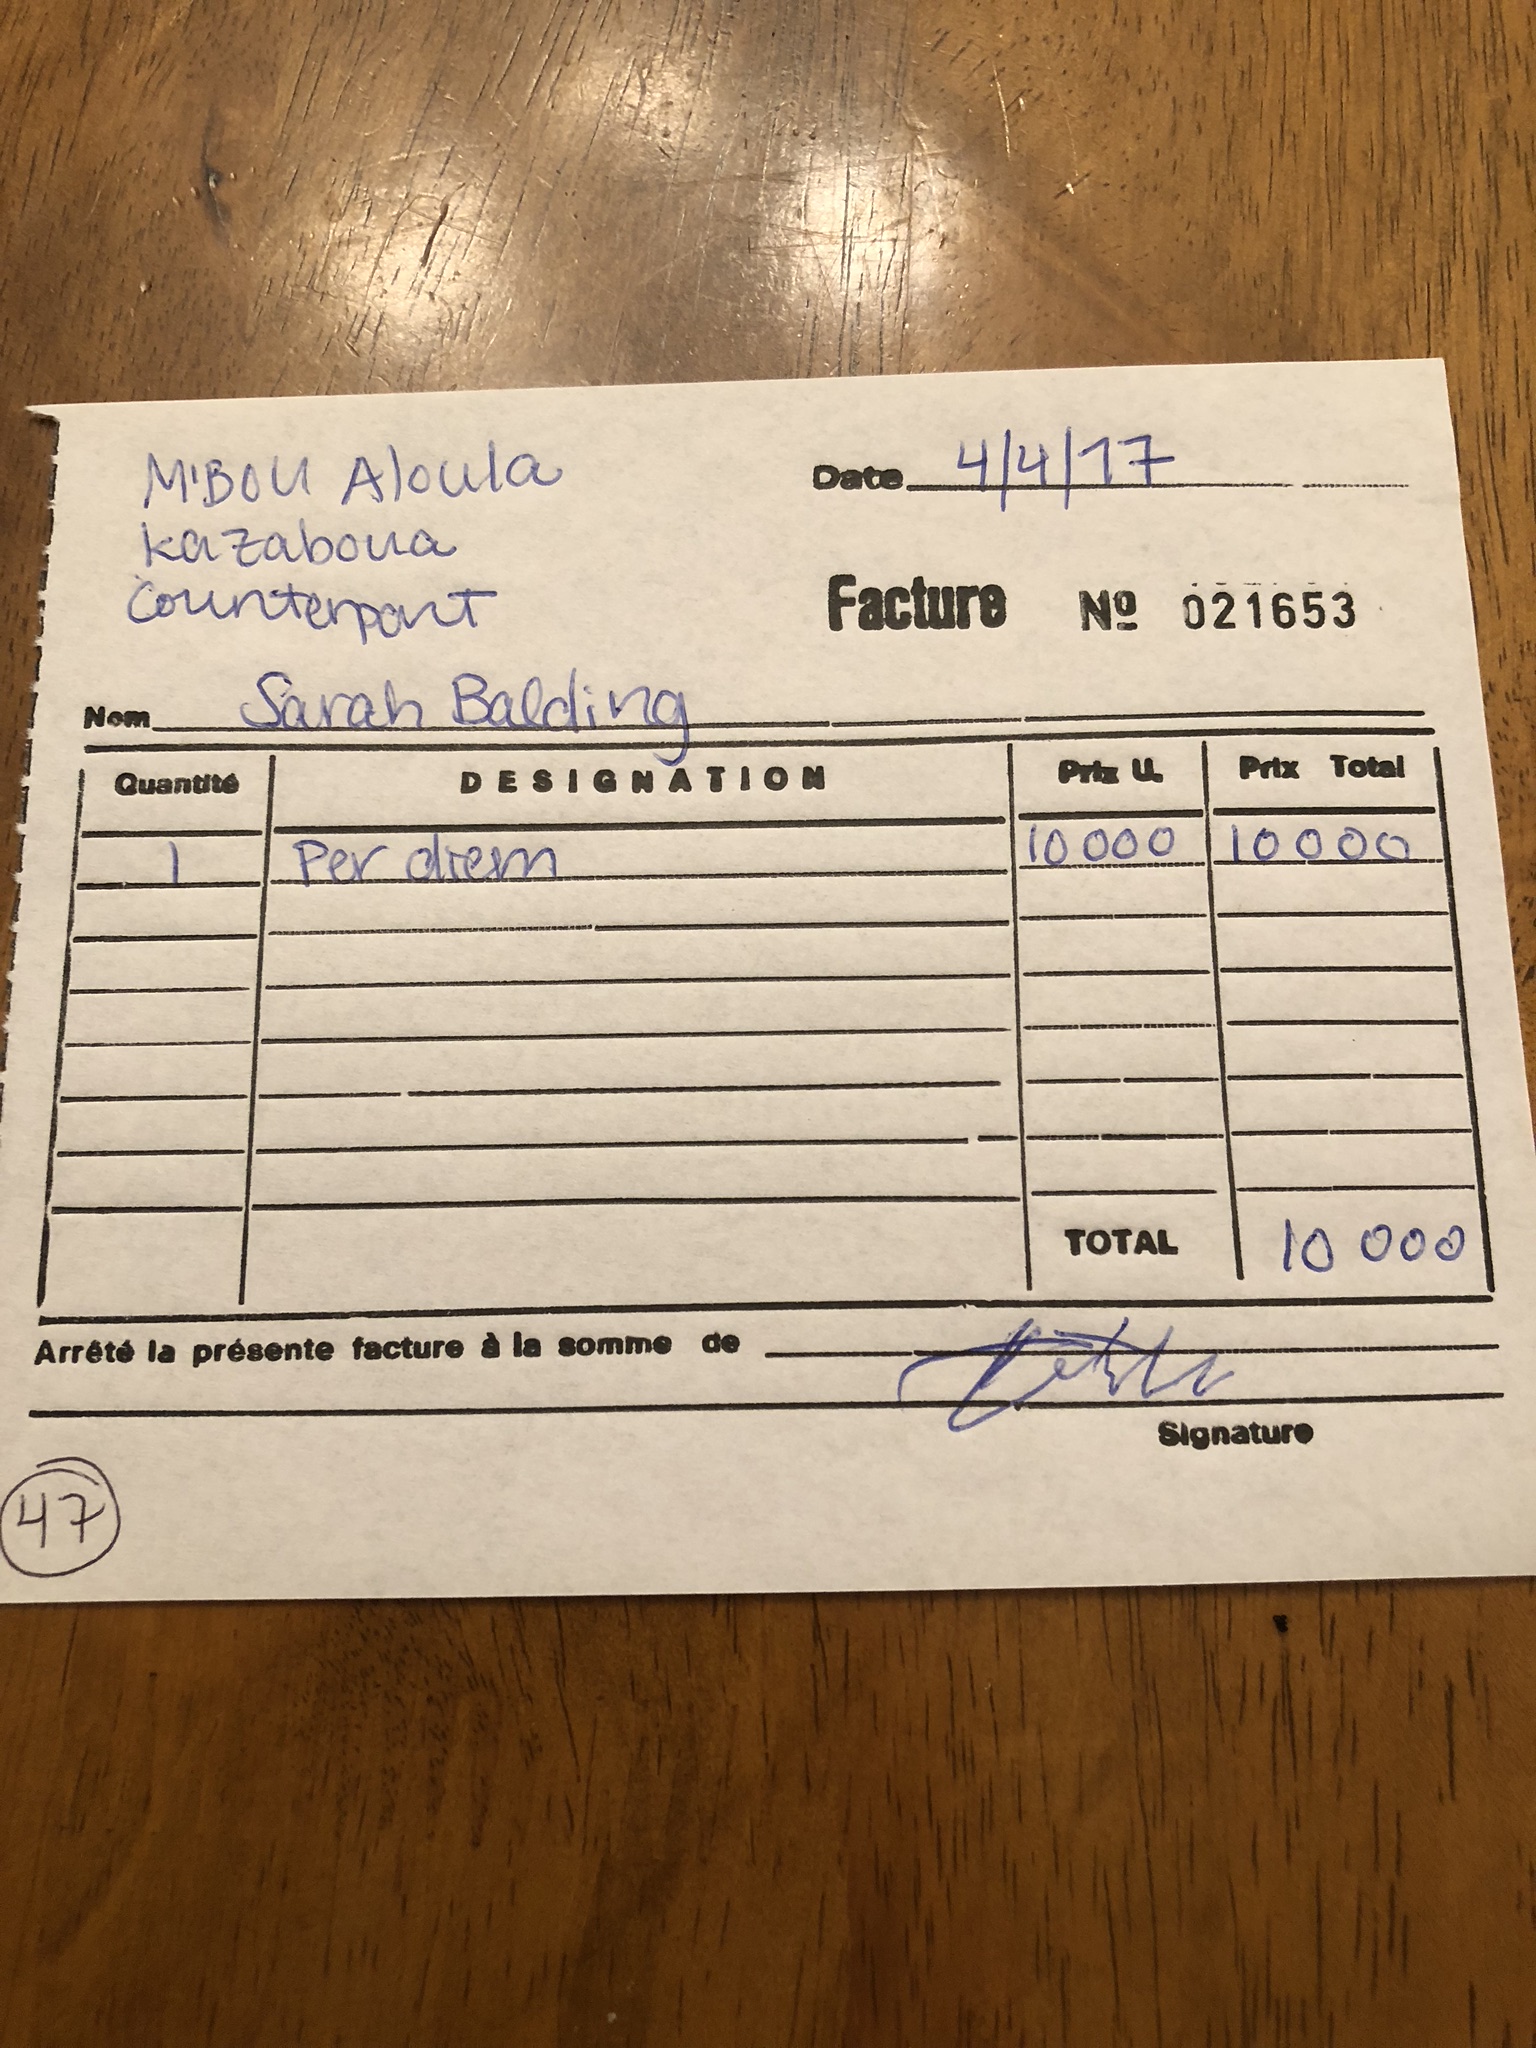 M'BOU Aloula
Kazaboua
Counterpart
Date 4/4/17
Facture Nº 021653
Nom Sarah Balding
Quantité DESIGNATION Prix U. Prix Total
1 Per diem 10 000 10 000
TOTAL 10 000
Arrêté la présente facture à la somme de
Signature
47